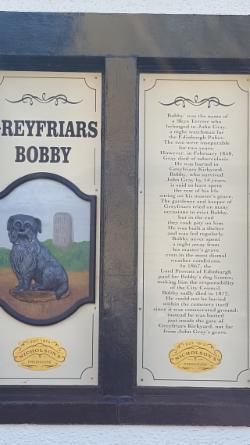 GREYFRIARS
BOBBY
NICHOLSON'S
Bobby was the name of
a Skye Terrier who
belonged to John Gray,
a night watchman for
the Edinburgh Police.
The two were inseparable
for two years.
However, in February 1858,
Gray died of tuberculosis.
He was buried in
Greyfriars Kirkyard.
Bobby, who survived
John Gray by 14 years,
is said to have spent
the rest of his life
sitting on his master's grave.
The gardener and keeper of
Greyfriars tried on many
occasions to evict Bobby,
but in the end
they took pity on him.
He was built a shelter
and was fed regularly.
Bobby never spent
a night away from
his master's grave
even in the most dismal
weather conditions.
In 1867, the
Lord Provost of Edinburgh
paid for Bobby's dog licence,
making him the responsibility
of the City Council.
Bobby sadly died in 1872.
He could not be buried
within the cemetery itself
since it was consecrated ground;
instead he was buried
just inside the gate of
Greyfriars Kirkyard, not far
from John Gray's grave.
NICHOLSON'S